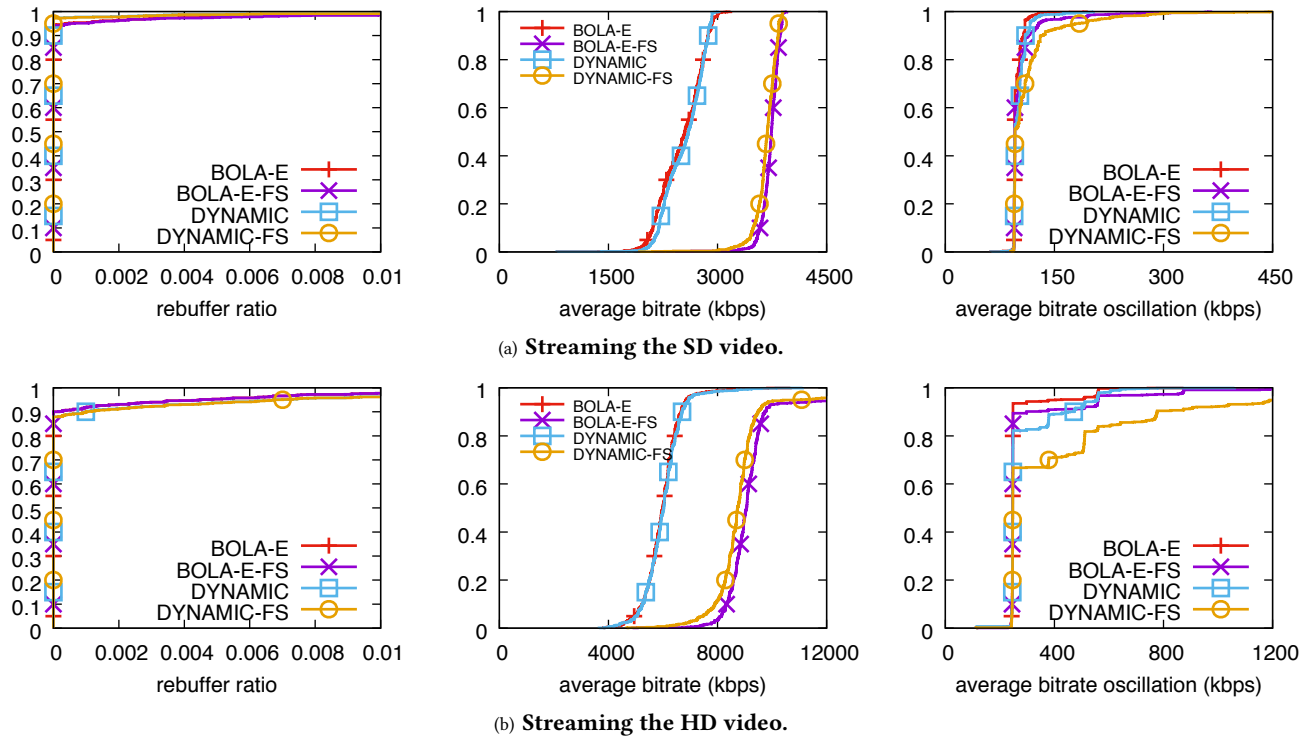 1
0.9
0.8
0.7
0.6
0.5
0.4
0.3
0.2
0.1
0
BOLA-E
BOLA-E-FS
DYNAMIC
DYNAMIC-FS
0 0.002 0.004 0.006 0.008 0.01
rebuffer ratio
1
0.8
0.6
0.4
0.2
0
BOLA-E
BOLA-E-FS
DYNAMIC
DYNAMIC-FS
0 1500 3000 4500
average bitrate (kbps)
1
0.8
0.6
0.4
0.2
0
BOLA-E
BOLA-E-FS
DYNAMIC
DYNAMIC-FS
0 150 300 450
average bitrate oscillation (kbps)
(a) Streaming the SD video.
1
0.9
0.8
0.7
0.6
0.5
0.4
0.3
0.2
0.1
0
BOLA-E
BOLA-E-FS
DYNAMIC
DYNAMIC-FS
0 0.002 0.004 0.006 0.008 0.01
rebuffer ratio
1
0.8
0.6
0.4
0.2
0
BOLA-E
BOLA-E-FS
DYNAMIC
DYNAMIC-FS
0 4000 8000 12000
average bitrate (kbps)
1
0.8
0.6
0.4
0.2
0
BOLA-E
BOLA-E-FS
DYNAMIC
DYNAMIC-FS
0 400 800 1200
average bitrate oscillation (kbps)
(b) Streaming the HD video.